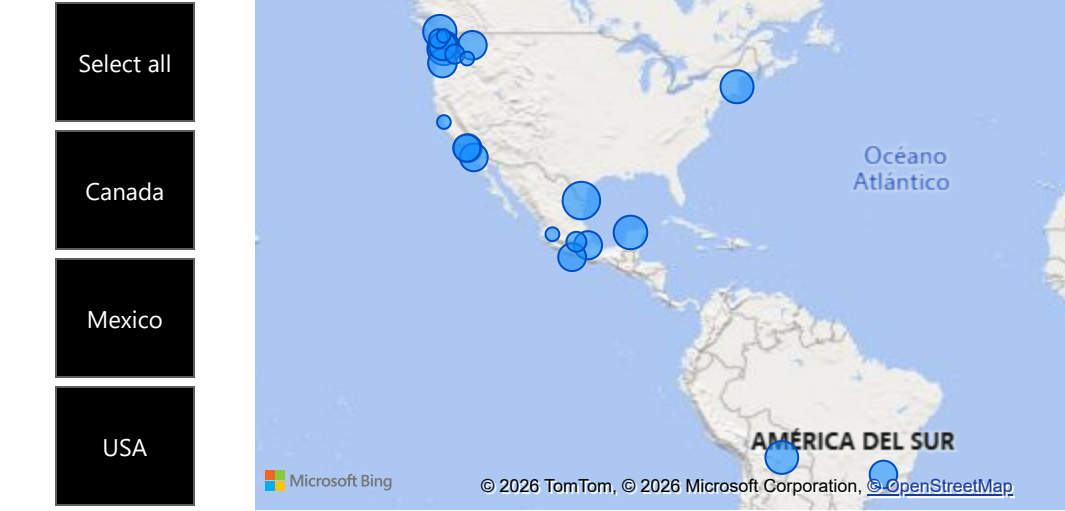 Select all
Canada
Mexico
USA
Océano
Atlántico
AMÉRICA DEL SUR
Microsoft Bing
© 2026 TomTom, © 2026 Microsoft Corporation, © OpenStreetMap